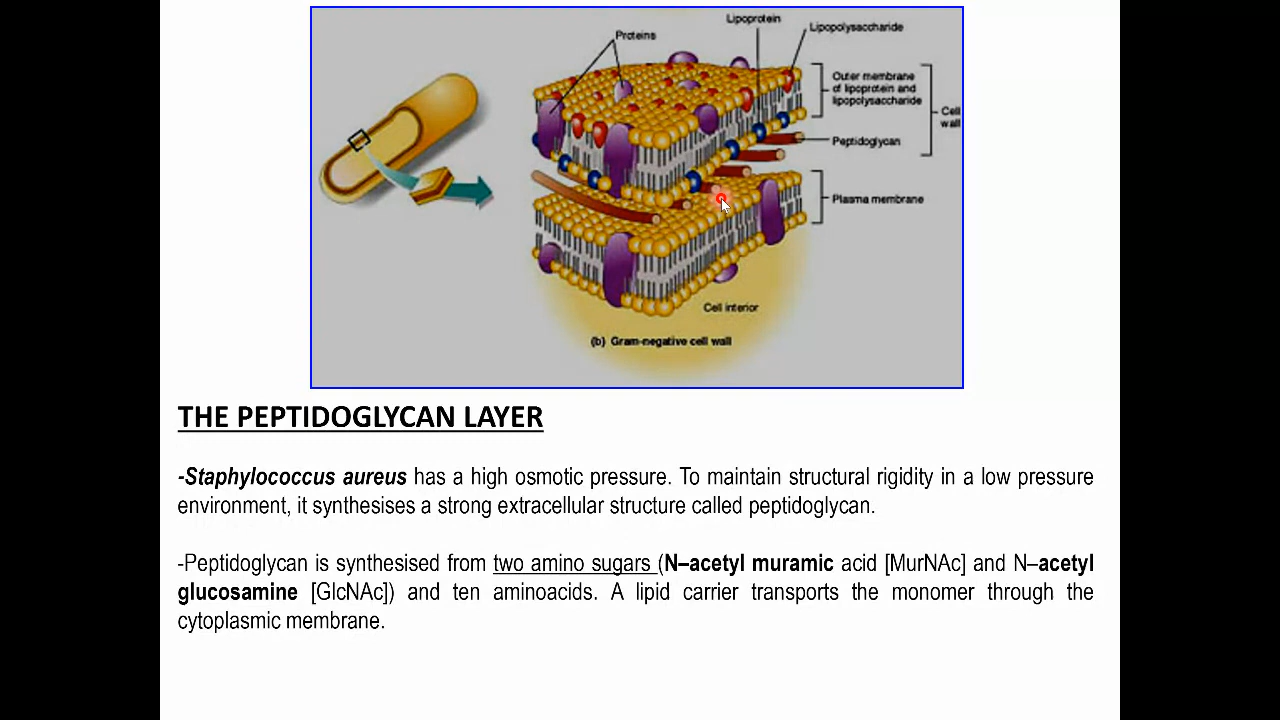 Lipoprotein
Lipopolysaccharide
Proteins
Outer membrane
of lipoprotein and
lipopolysaccharide
Cell
wall
Peptidoglycan
Plasma membrane
Cell interior
(b) Gram-negative cell wall
THE PEPTIDOGLYCAN LAYER
-Staphylococcus aureus has a high osmotic pressure. To maintain structural rigidity in a low pressure
environment, it synthesises a strong extracellular structure called peptidoglycan.
-Peptidoglycan is synthesised from two amino sugars (N–acetyl muramic acid [MurNAc] and N–acetyl
glucosamine [GlcNAc]) and ten aminoacids. A lipid carrier transports the monomer through the
cytoplasmic membrane.